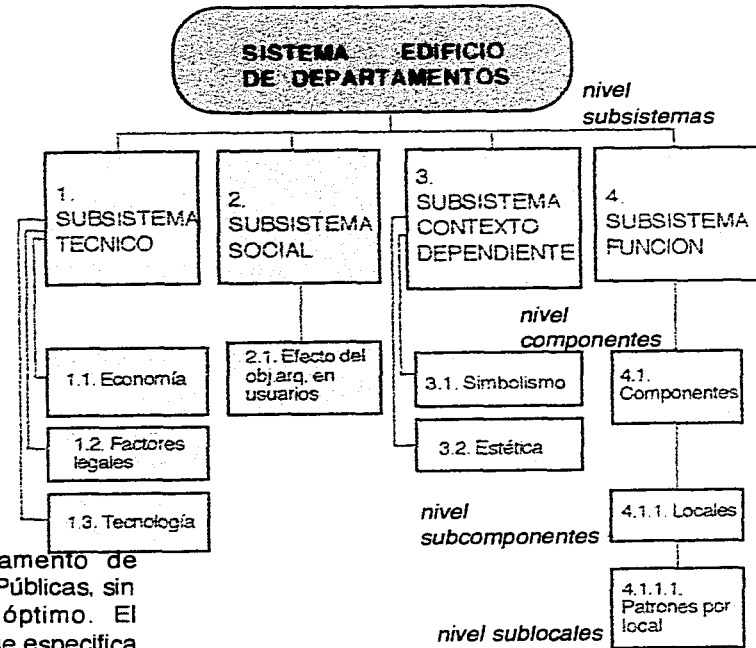 SISTEMA EDIFICIO
DE DEPARTAMENTOS
nivel
subsistemas
1.
SUBSISTEMA
TECNICO
2.
SUBSISTEMA
SOCIAL
3.
SUBSISTEMA
CONTEXTO
DEPENDIENTE
4.
SUBSISTEMA
FUNCION
nivel
componentes
1.1. Economía
2.1. Efecto del
obj.arq. en
usuarios
3.1. Simbolismo
4.1.
Componentes
1.2. Factores
legales
3.2. Estética
1.3. Tecnología
nivel
subcomponentes
4.1.1. Locales
4.1.1.1.
Patrones por
local
nivel sublocales
amento de
Públicas, sin
óptimo. El
ue especifica